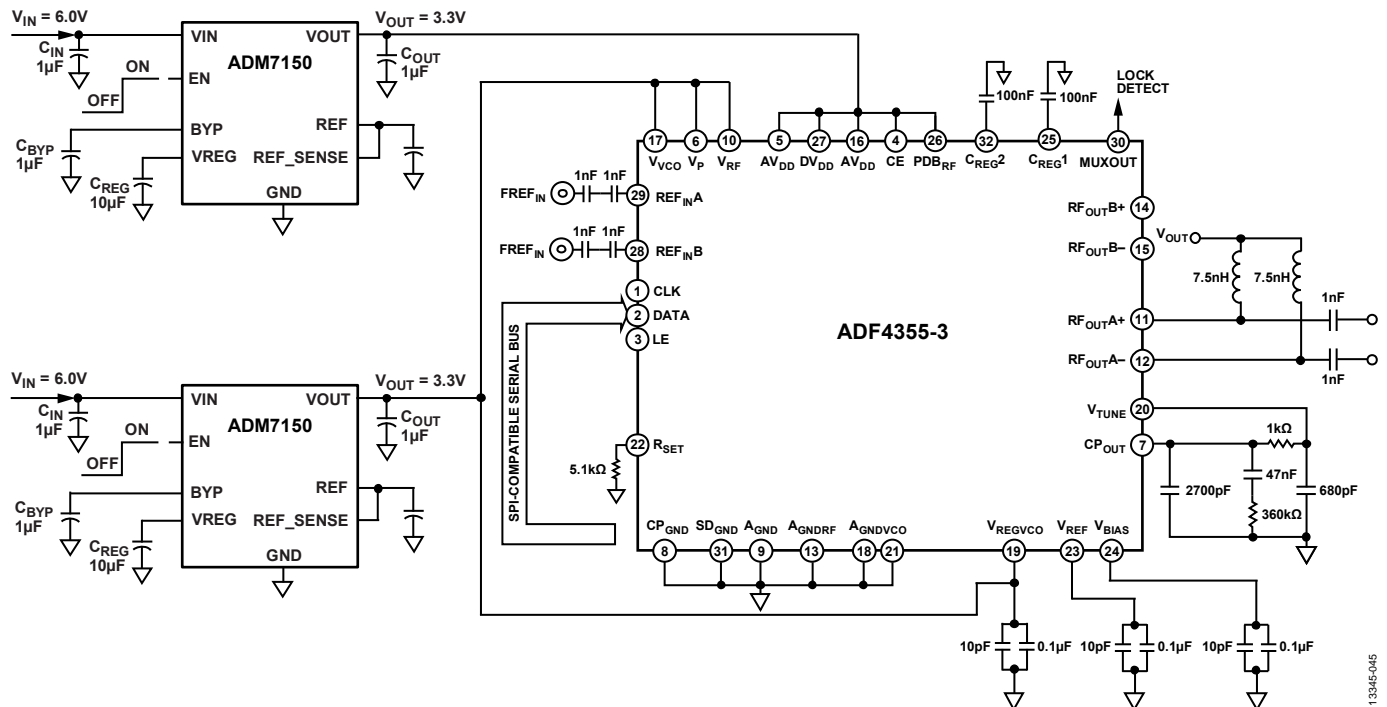 VIN = 6.0V
CIN
1µF
ON
OFF
CBYP
1µF
CREG
10µF
VIN
EN
BYP
VREG
ADM7150
VOUT
REF
REF_SENSE
GND
VOUT = 3.3V
COUT
1µF
VIN = 6.0V
CIN
1µF
ON
OFF
CBYP
1µF
CREG
10µF
VIN
EN
BYP
VREG
ADM7150
VOUT
REF
REF_SENSE
GND
VOUT = 3.3V
COUT
1µF
100nF
100nF
LOCK
DETECT
17 6 10 5 27 16 4 26 32 25 30
VVCO VP VRF AVDD DVDD AVDD CE PDBRF CREG2 CREG1 MUXOUT
FREFIN 1nF 1nF 29 REFINA
FREFIN 1nF 1nF 28 REFINB
1 CLK
2 DATA
3 LE
SPI-COMPATIBLE SERIAL BUS
22 RSET
5.1kΩ
ADF4355-3
RFOUTB+ 14
RFOUTB– 15
VOUT
7.5nH 7.5nH
RFOUTA+ 11
1nF
RFOUTA– 12
1nF
VTUNE 20
CPOUT 7
1kΩ
2700pF
47nF
360kΩ
680pF
CPGND SDGND AGND AGNDRF AGNDVCO VREGVCO VREF VBIAS
8 31 9 13 18 21 19 23 24
10pF 0.1µF 10pF 0.1µF 10pF 0.1µF
13345-045